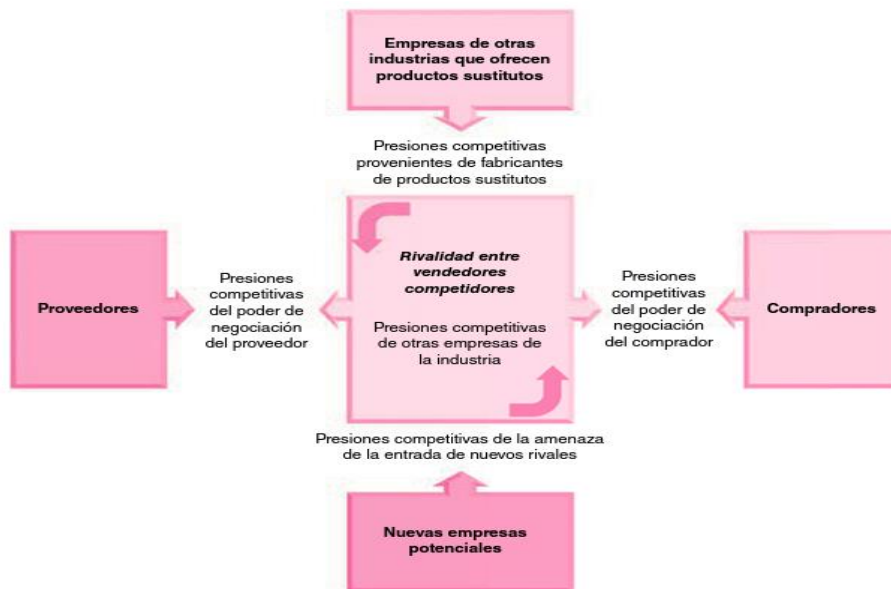 Empresas de otras
industrias que ofrecen
productos sustitutos
Presiones competitivas
provenientes de fabricantes
de productos sustitutos
Proveedores
Presiones
competitivas
del poder de
negociación
del proveedor
Rivalidad entre
vendedores
competidores
Presiones competitivas
de otras empresas de
la industria
Presiones
competitivas
del poder de
negociación
del comprador
Compradores
Presiones competitivas de la amenaza
de la entrada de nuevos rivales
Nuevas empresas
potenciales